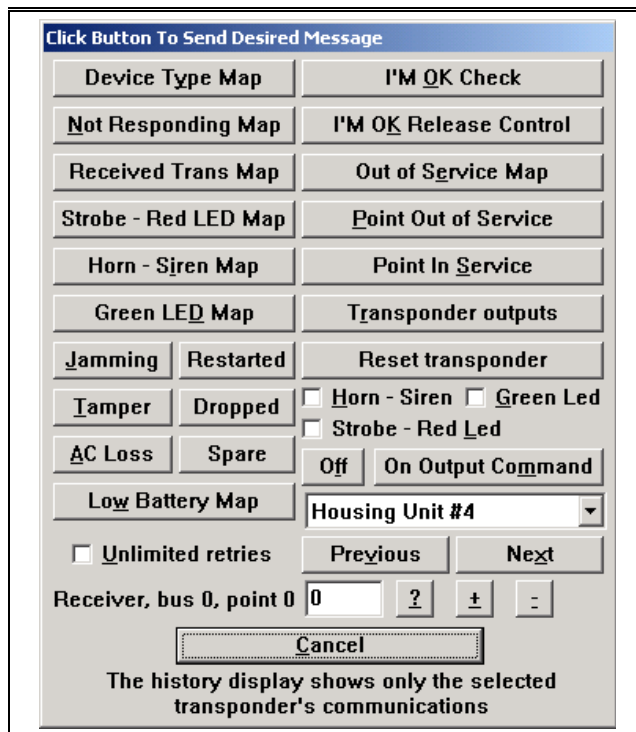 Click Button To Send Desired Message
Device Type Map
I'M OK Check
Not Responding Map
I'M OK Release Control
Received Trans Map
Out of Service Map
Strobe - Red LED Map
Point Out of Service
Horn - Siren Map
Point In Service
Green LED Map
Transponder outputs
Jamming
Restarted
Reset transponder
Tamper
Dropped
Horn - Siren
Green Led
Strobe - Red Led
AC Loss
Spare
Off
On Output Command
Low Battery Map
Housing Unit #4
Unlimited retries
Previous
Next
Receiver, bus 0, point 0
0
?
+
-
Cancel
The history display shows only the selected
transponder's communications